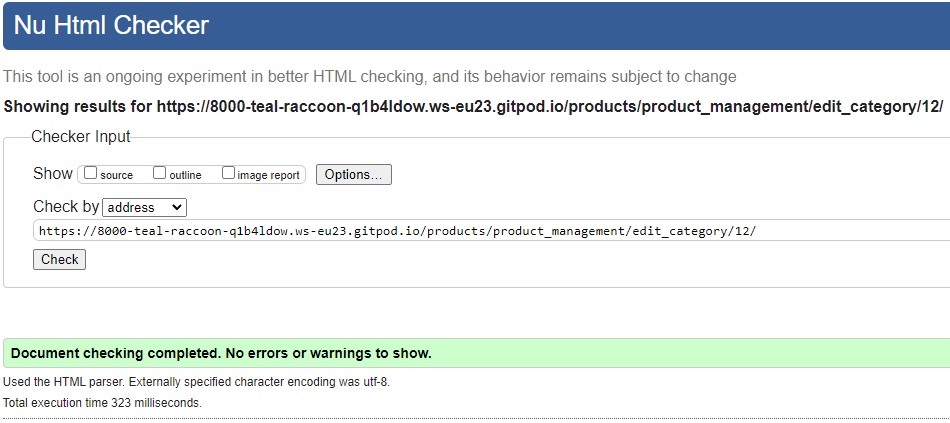 Nu Html Checker
This tool is an ongoing experiment in better HTML checking, and its behavior remains subject to change
Showing results for https://8000-teal-raccoon-q1b4ldow.ws-eu23.gitpod.io/products/product_management/edit_category/12/
Checker Input
Show source outline image report Options...
Check by address
https://8000-teal-raccoon-q1b4ldow.ws-eu23.gitpod.io/products/product_management/edit_category/12/
Check
Document checking completed. No errors or warnings to show.
Used the HTML parser. Externally specified character encoding was utf-8.
Total execution time 323 milliseconds.